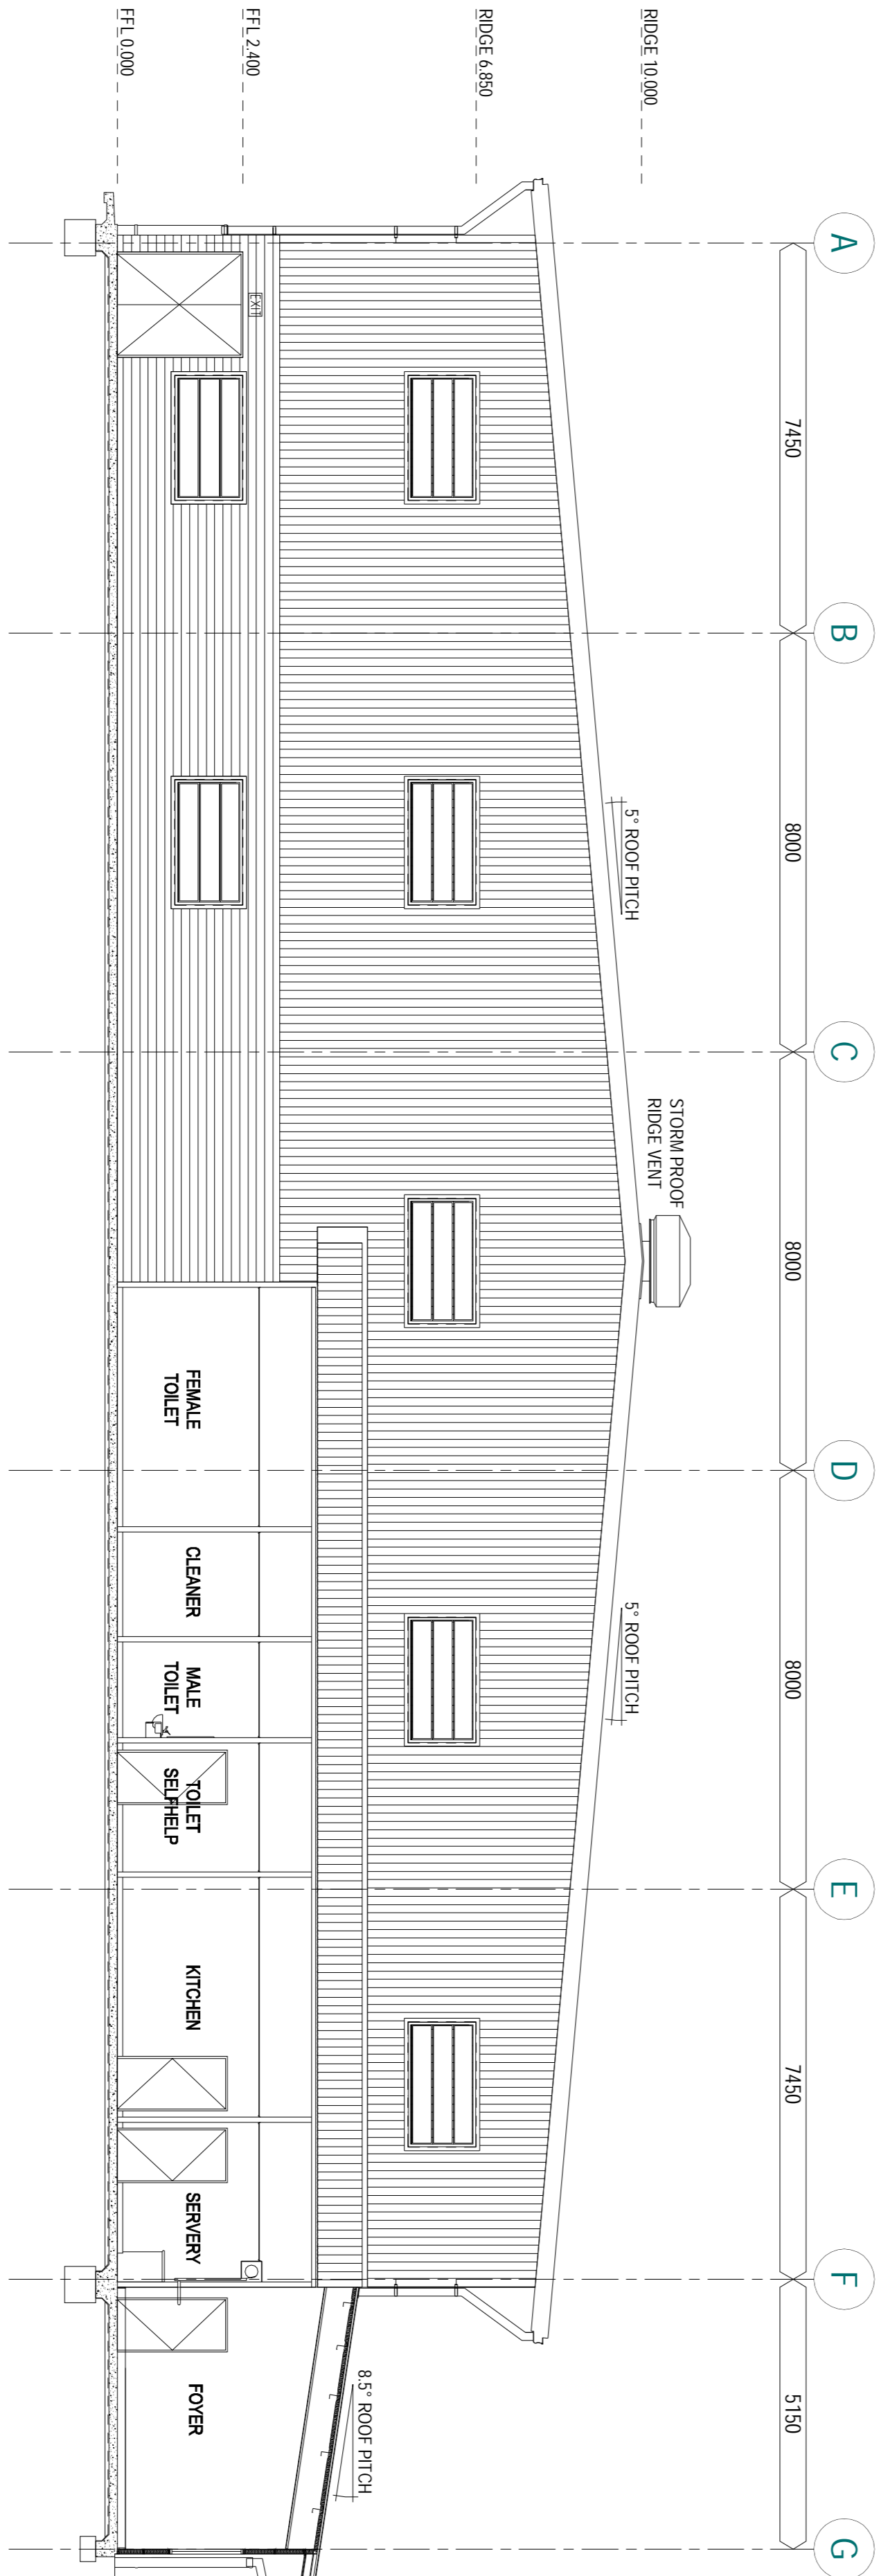 A
B
C
D
E
F
G
7450
8000
8000
8000
7450
5150
RIDGE 10.000
RIDGE 6.850
FFL 2.400
FFL 0.000
5° ROOF PITCH
STORM PROOF
RIDGE VENT
5° ROOF PITCH
8.5° ROOF PITCH
EXIT
FEMALE
TOILET
CLEANER
MALE
TOILET
TOILET
SELFHELP
KITCHEN
SERVERY
FOYER